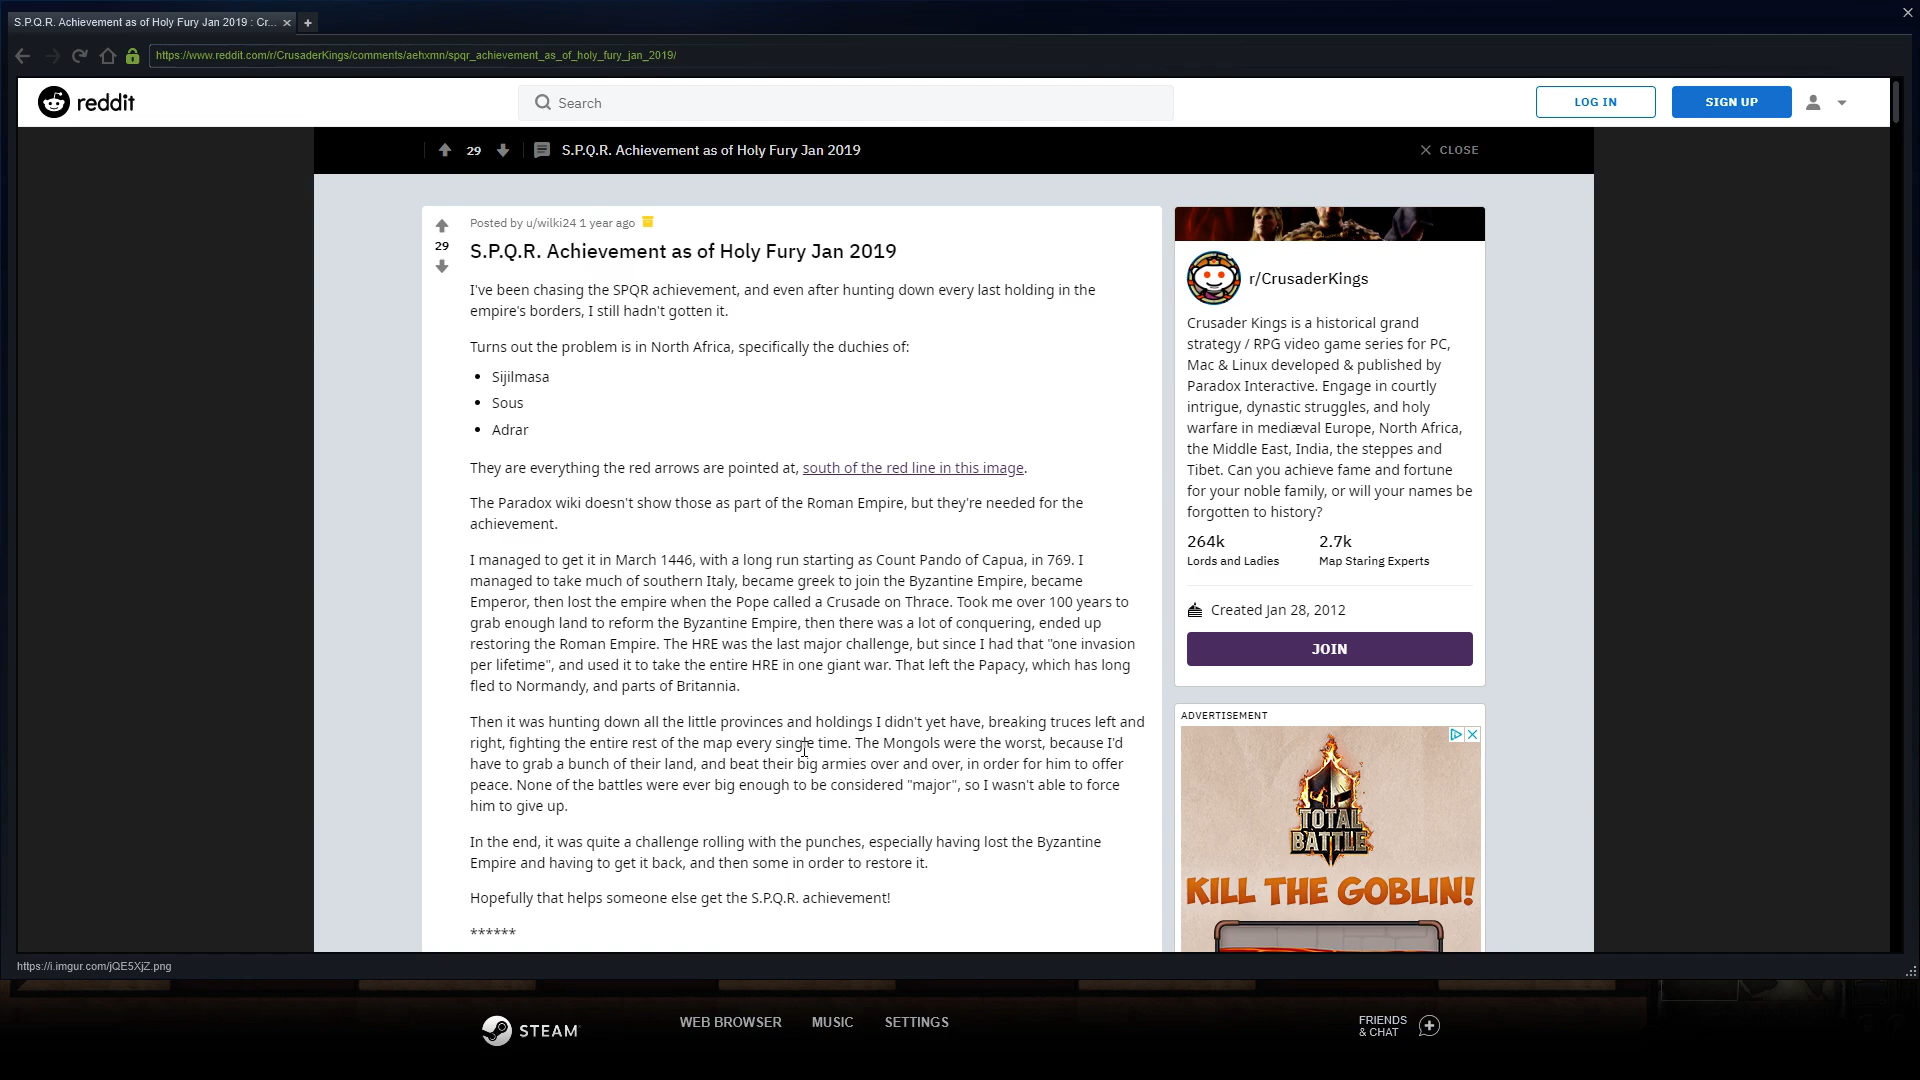 S.P.Q.R. Achievement as of Holy Fury Jan 2019 : Cr...
https://www.reddit.com/r/CrusaderKings/comments/aehxmn/spqr_achievement_as_of_holy_fury_jan_2019/
reddit
Search
LOG IN
SIGN UP
29
S.P.Q.R. Achievement as of Holy Fury Jan 2019
CLOSE
Posted by u/wilki24 1 year ago
29
S.P.Q.R. Achievement as of Holy Fury Jan 2019
I've been chasing the SPQR achievement, and even after hunting down every last holding in the
empire's borders, I still hadn't gotten it.
Turns out the problem is in North Africa, specifically the duchies of:
• Sijilmasa
• Sous
• Adrar
They are everything the red arrows are pointed at, south of the red line in this image.
The Paradox wiki doesn't show those as part of the Roman Empire, but they're needed for the
achievement.
I managed to get it in March 1446, with a long run starting as Count Pando of Capua, in 769. I
managed to take much of southern Italy, became greek to join the Byzantine Empire, became
Emperor, then lost the empire when the Pope called a Crusade on Thrace. Took me over 100 years to
grab enough land to reform the Byzantine Empire, then there was a lot of conquering, ended up
restoring the Roman Empire. The HRE was the last major challenge, but since I had that "one invasion
per lifetime", and used it to take the entire HRE in one giant war. That left the Papacy, which has long
fled to Normandy, and parts of Britannia.
Then it was hunting down all the little provinces and holdings I didn't yet have, breaking truces left and
right, fighting the entire rest of the map every single time. The Mongols were the worst, because I'd
have to grab a bunch of their land, and beat their big armies over and over, in order for him to offer
peace. None of the battles were ever big enough to be considered "major", so I wasn't able to force
him to give up.
In the end, it was quite a challenge rolling with the punches, especially having lost the Byzantine
Empire and having to get it back, and then some in order to restore it.
Hopefully that helps someone else get the S.P.Q.R. achievement!
******
r/CrusaderKings
Crusader Kings is a historical grand
strategy / RPG video game series for PC,
Mac & Linux developed & published by
Paradox Interactive. Engage in courtly
intrigue, dynastic struggles, and holy
warfare in mediæval Europe, North Africa,
the Middle East, India, the steppes and
Tibet. Can you achieve fame and fortune
for your noble family, or will your names be
forgotten to history?
264k
Lords and Ladies
2.7k
Map Staring Experts
Created Jan 28, 2012
JOIN
ADVERTISEMENT
TOTAL
BATTLE
KILL THE GOBLIN!
https://i.imgur.com/jQE5XjZ.png
STEAM
WEB BROWSER
MUSIC
SETTINGS
FRIENDS
& CHAT